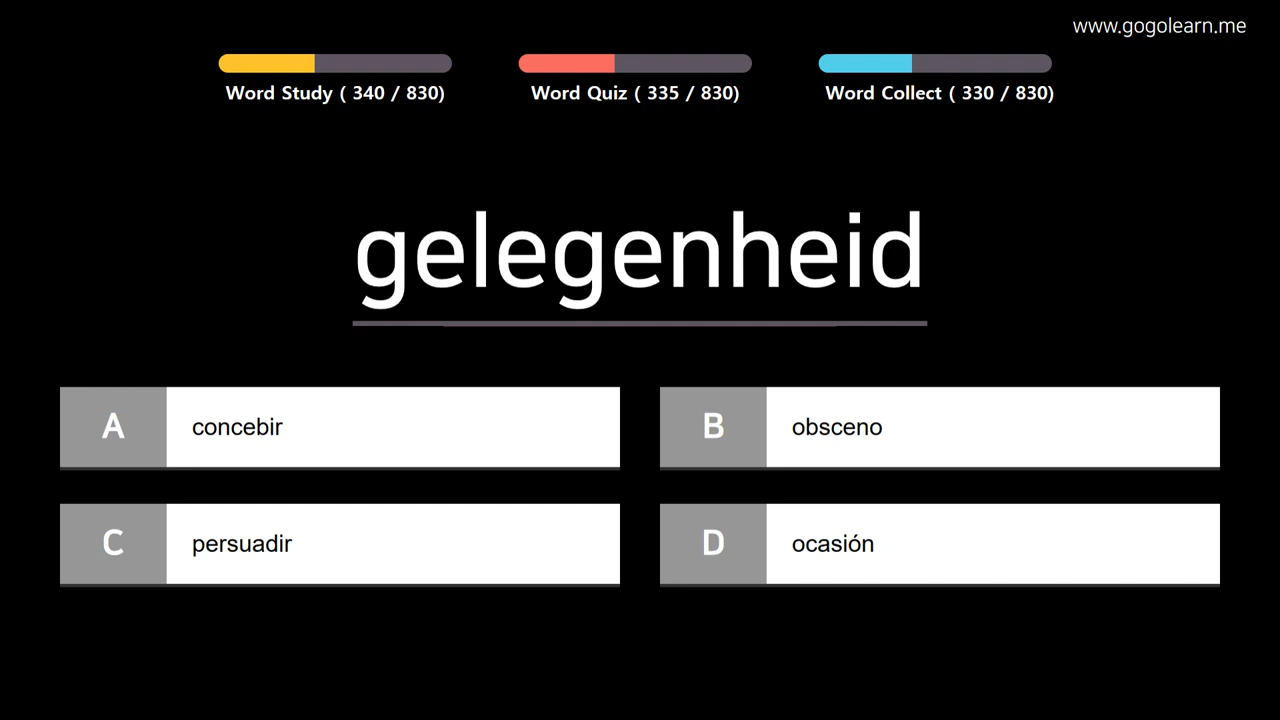 www.gogolearn.me
Word Study ( 340 / 830)
Word Quiz ( 335 / 830)
Word Collect ( 330 / 830)
gelegenheid
A concebir
B obsceno
C persuadir
D ocasión